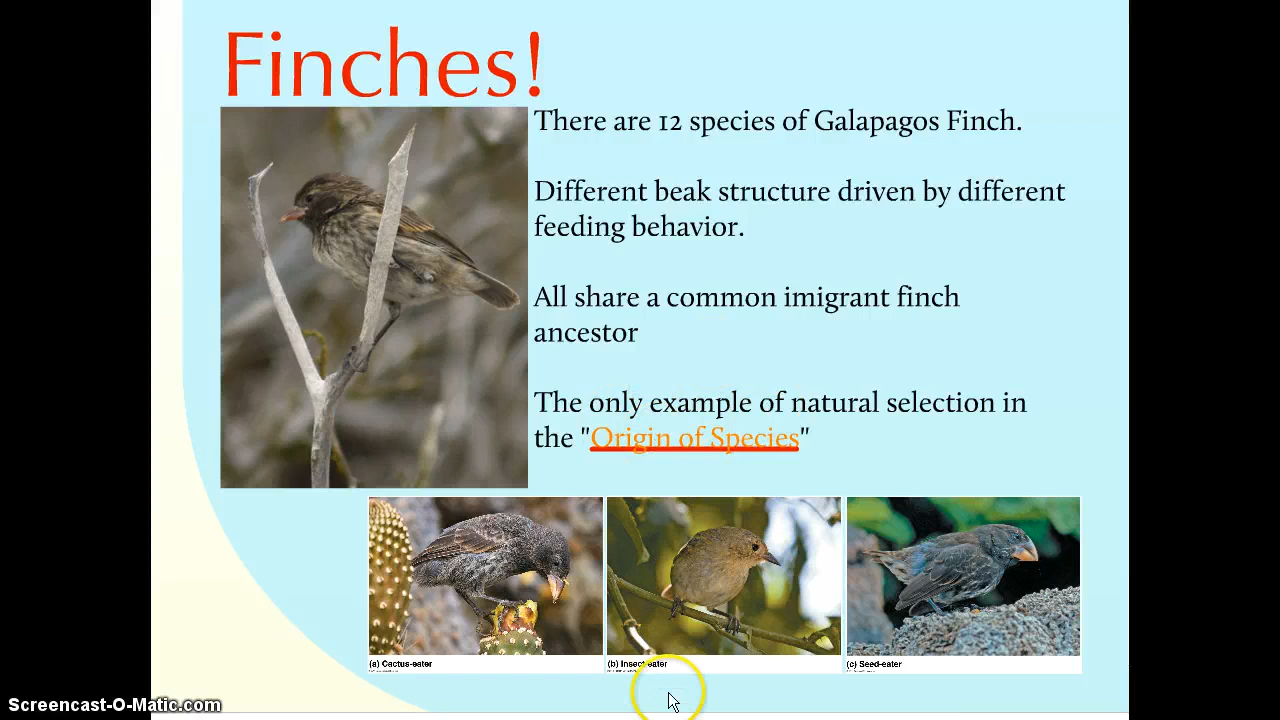 Finches!
There are 12 species of Galapagos Finch.
Different beak structure driven by different
feeding behavior.
All share a common imigrant finch
ancestor
The only example of natural selection in
the "Origin of Species"
(a) Cactus-eater
(b) Insect-eater
(c) Seed-eater
Screencast-O-Matic.com